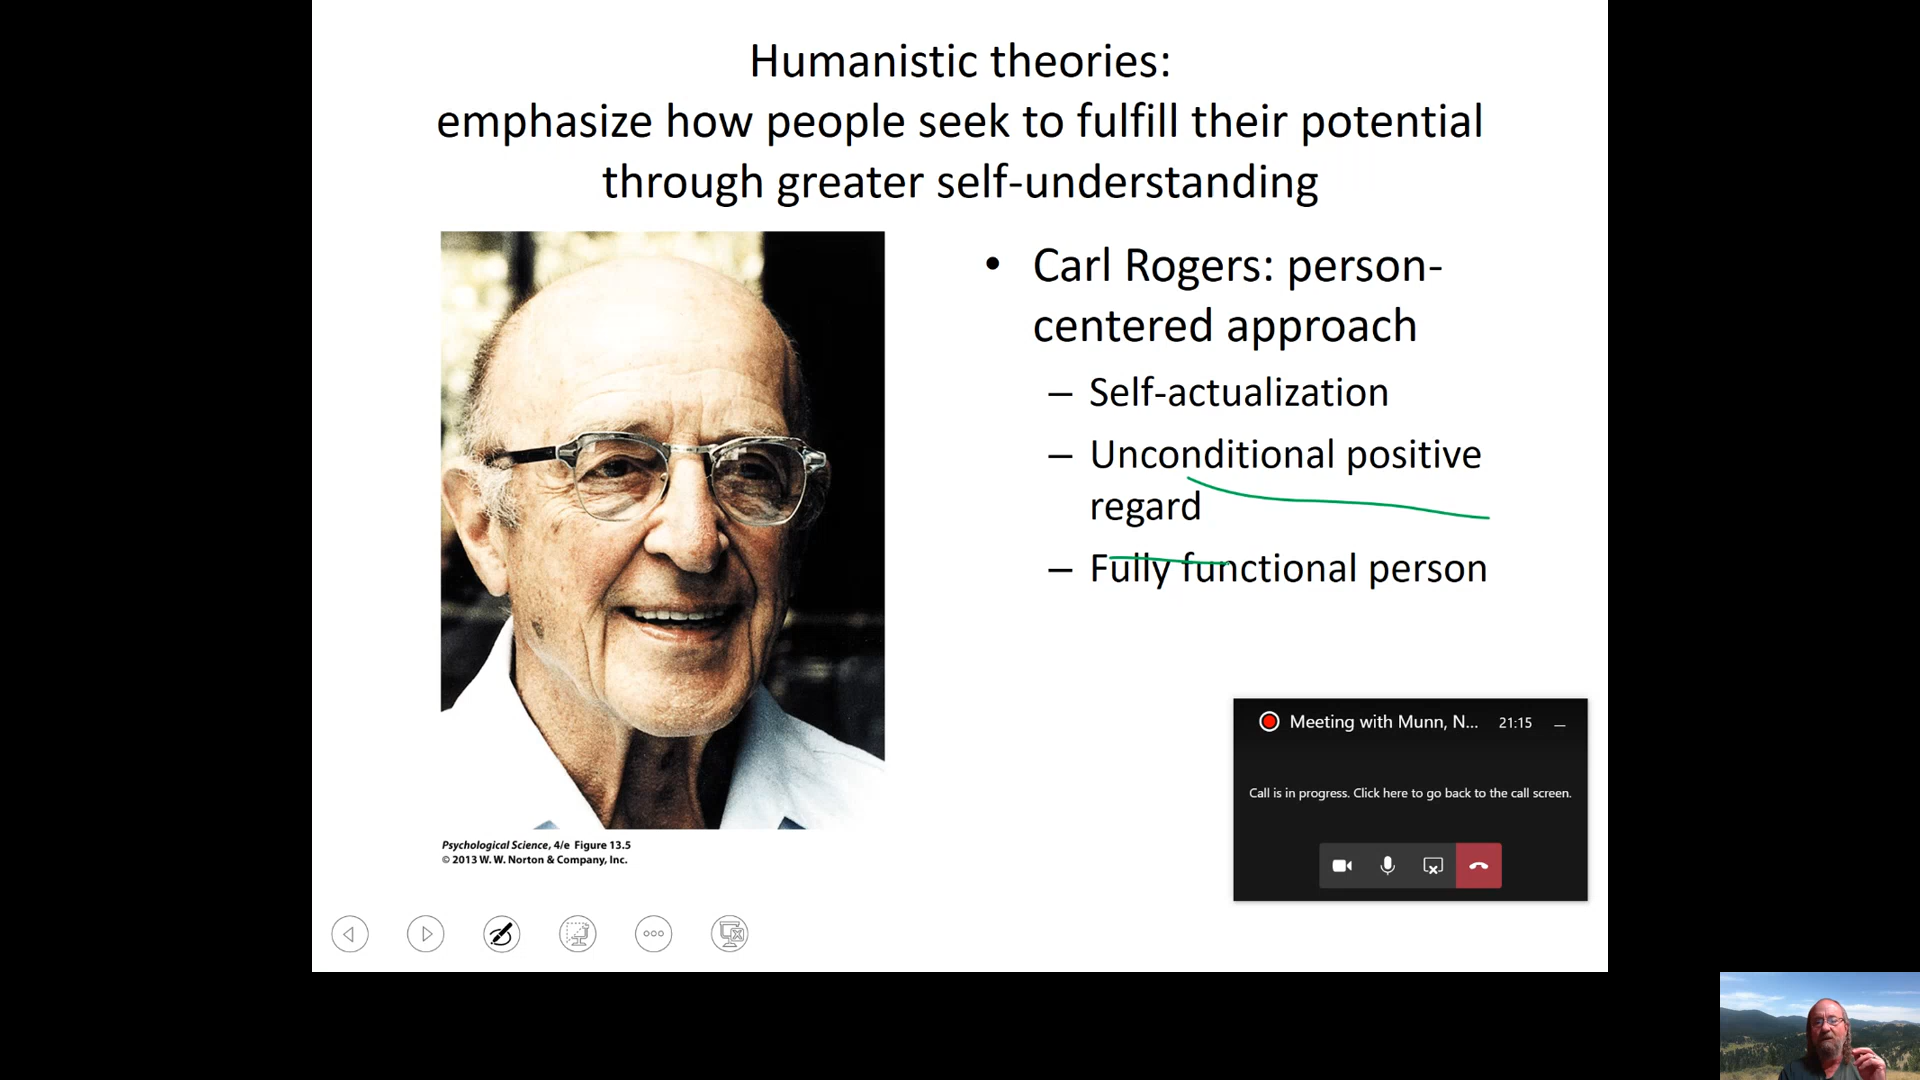 Humanistic theories:
emphasize how people seek to fulfill their potential
through greater self-understanding
• Carl Rogers: person-
centered approach
– Self-actualization
– Unconditional positive
regard
– Fully functional person
Psychological Science, 4/e Figure 13.5
© 2013 W. W. Norton & Company, Inc.
Meeting with Munn, N... 21:15
Call is in progress. Click here to go back to the call screen.